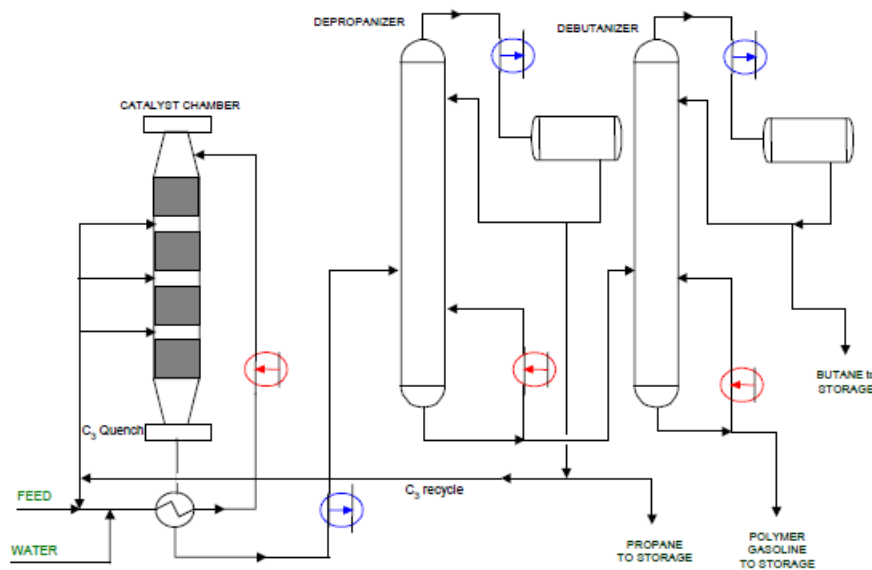 DEPROPANIZER
DEBUTANIZER
CATALYST CHAMBER
BUTANE to
STORAGE
C₃ Quench
FEED
C₃ recycle
WATER
PROPANE
TO STORAGE
POLYMER
GASOLINE
TO STORAGE